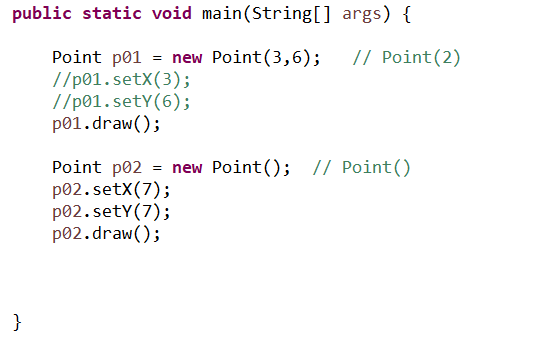 public static void main(String[] args) {
Point p01 = new Point(3,6);   // Point(2)
//p01.setX(3);
//p01.setY(6);
p01.draw();
Point p02 = new Point();  // Point()
p02.setX(7);
p02.setY(7);
p02.draw();
}